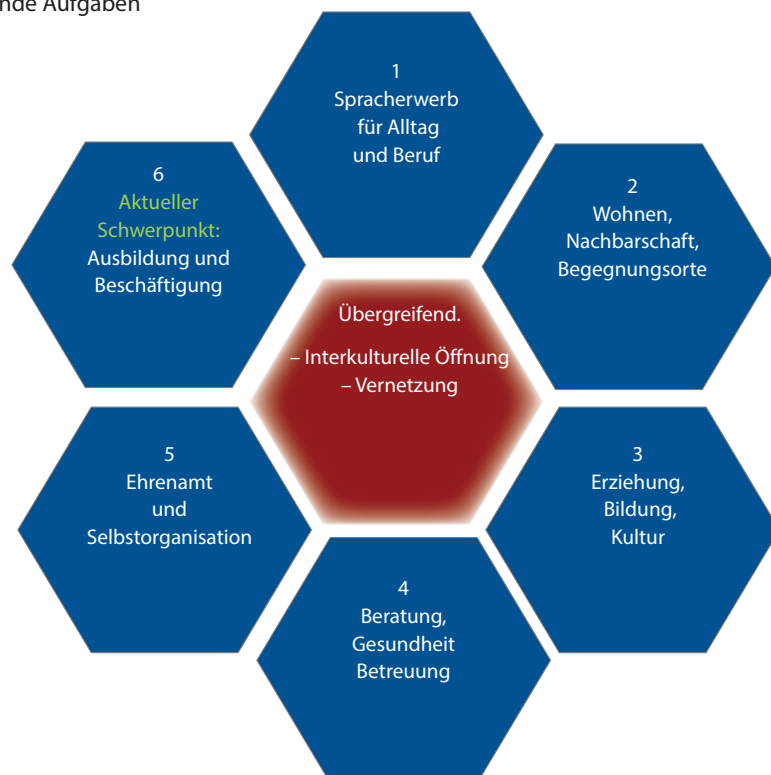 nde Aufgaben
1
Spracherwerb
für Alltag
und Beruf
2
Wohnen,
Nachbarschaft,
Begegnungsorte
3
Erziehung,
Bildung,
Kultur
4
Beratung,
Gesundheit
Betreuung
5
Ehrenamt
und
Selbstorganisation
6
Aktueller
Schwerpunkt:
Ausbildung und
Beschäftigung
Übergreifend.
– Interkulturelle Öffnung
– Vernetzung